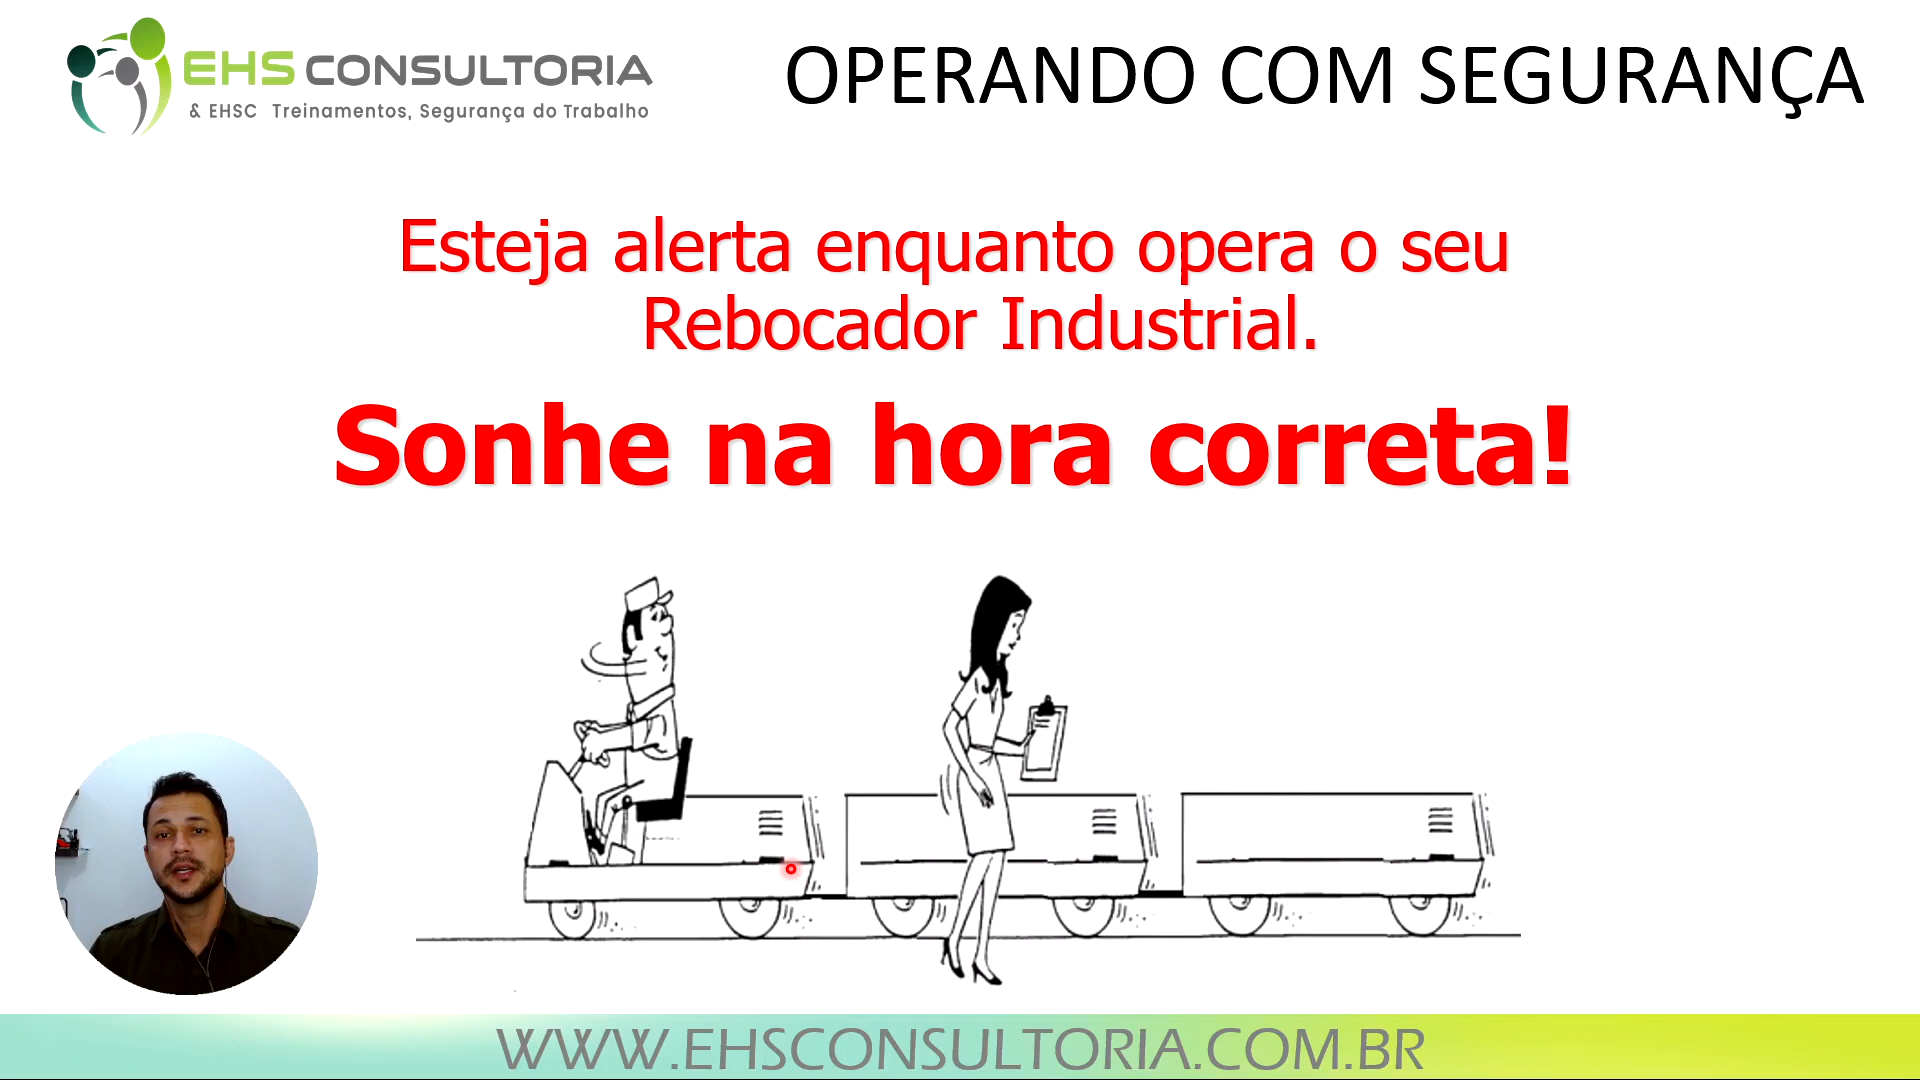 EHS CONSULTORIA
& EHSC Treinamentos, Segurança do Trabalho
OPERANDO COM SEGURANÇA
Esteja alerta enquanto opera o seu
Rebocador Industrial.
Sonhe na hora correta!
WWW.EHSCONSULTORIA.COM.BR